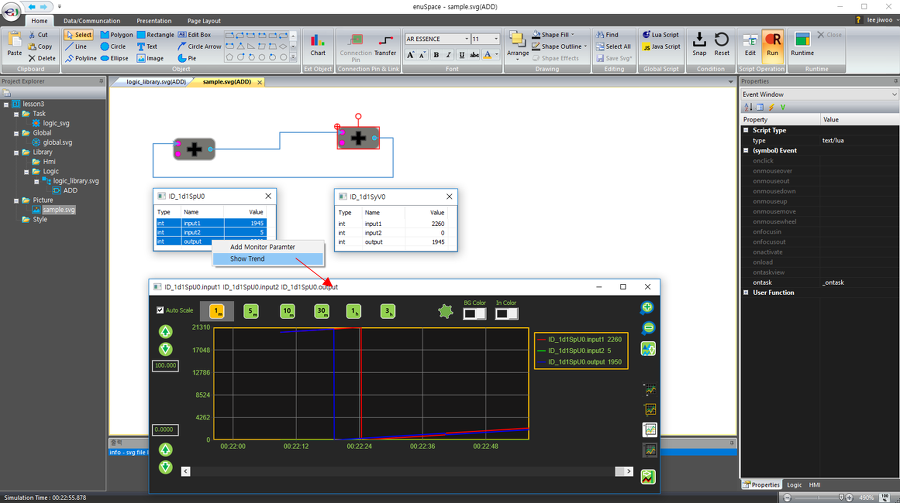 enuSpace - sample.svg(ADD)
Home
Data/Communication
Presentation
Page Layout
lee jiwoo
Paste
Cut
Copy
Delete
Clipboard
Select
Line
Polyline
Polygon
Circle
Ellipse
Rectangle
Text
Image
Edit Box
Circle Arrow
Pie
Object
Chart
Ext Object
Connection
Transfer
Connection Pin & Link
AR ESSENCE
11
Font
Arrange
Shape Fill
Shape Outline
Shpae Effects
Drawing
Find
Select All
Save Svg*
Editing
Lua Script
Java Script
Global Script
Snap
Reset
Condition
Edit
Run
Script Operation
Runtime
Close
Runtime
Project Explorer
lesson3
Task
logic_svg
Global
global.svg
Library
Hmi
Logic
logic_library.svg
ADD
Picture
sample.svg
Style
logic_library.svg(ADD)
sample.svg(ADD)
ID_1d1SpU0
Type Name Value
int input1 1945
int input2 5
int output
ID_1d1SyV0
Type Name Value
int input1 2260
int input2 0
int output 1945
Add Monitor Paramter
Show Trend
ID_1d1SpU0.input1 ID_1d1SpU0.input2 ID_1d1SpU0.output
Auto Scale
1 m
5 m
10 m
30 m
1 h
3 h
BG Color
In Color
21310
17048
12786
8524
4262
0
100.000
0.0000
00:22:00
00:22:12
00:22:24
00:22:36
00:22:48
ID_1d1SpU0.input1 2260
ID_1d1SpU0.input2 5
ID_1d1SpU0.output 1950
출력
info - svg file l
Properties
Event Window
Property Value
Script Type
type text/lua
(symbol) Event
onclick
onmouseover
onmouseout
onmousedown
onmouseup
onmousemove
onmousewheel
onfocusin
onfocusout
onactivate
onload
ontaskview
ontask _ontask
User Function
Properties
Logic
HMI
Simulation Time : 00:22:55.878
490%